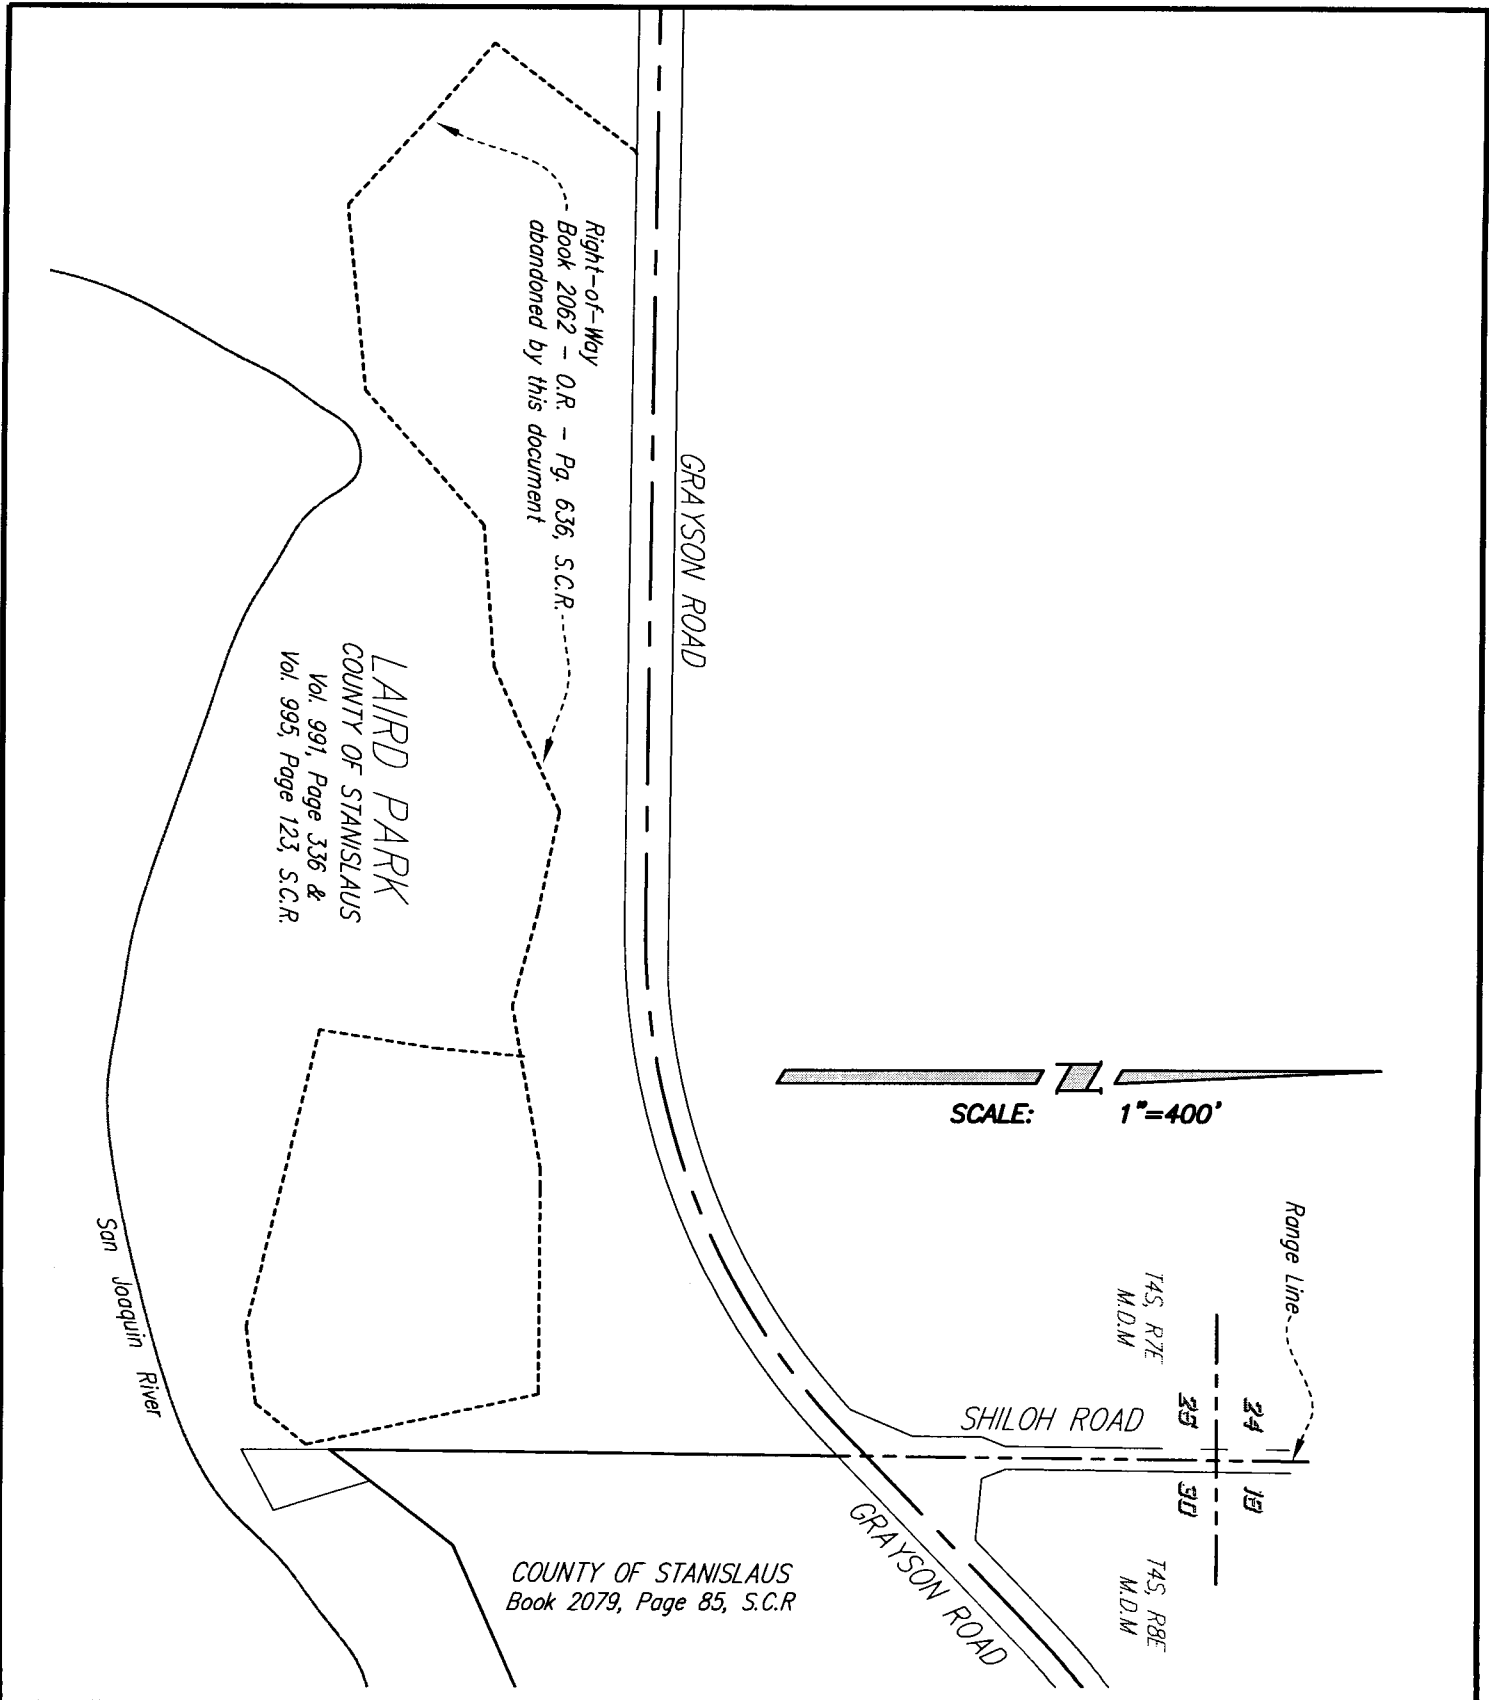 Right-of-Way
Book 2062 - O.R. - Pg. 636, S.C.R.
abandoned by this document
GRAYSON ROAD
LAIRD PARK
COUNTY OF STANISLAUS
Vol. 991, Page 336 &
Vol. 995, Page 123, S.C.R.
SCALE: 1"=400'
Range Line
T4S, R7E
M.D.M
24
25
19
30
SHILOH ROAD
T4S, R8E
M.D.M
San Joaquin River
GRAYSON ROAD
COUNTY OF STANISLAUS
Book 2079, Page 85, S.C.R